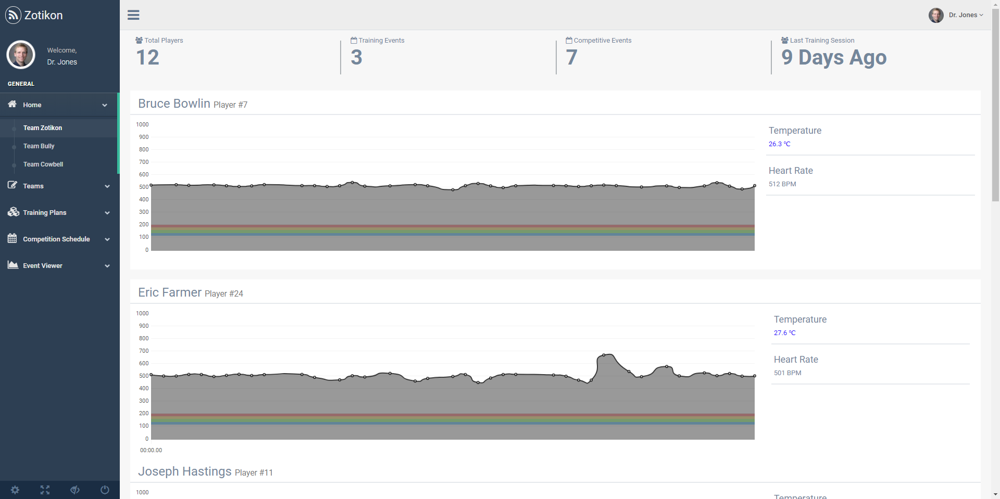 Zotikon
Dr. Jones
Welcome,
Dr. Jones
GENERAL
Home
Team Zotikon
Team Bully
Team Cowbell
Teams
Training Plans
Competition Schedule
Event Viewer
Total Players
12
Training Events
3
Competitive Events
7
Last Training Session
9 Days Ago
Bruce Bowlin Player #7
1000
900
800
700
600
500
400
300
200
100
0
Temperature
26.3 °C
Heart Rate
512 BPM
Eric Farmer Player #24
1000
900
800
700
600
500
400
300
200
100
0
00:00.00
Temperature
27.6 °C
Heart Rate
501 BPM
Joseph Hastings Player #11
1000
Temperature